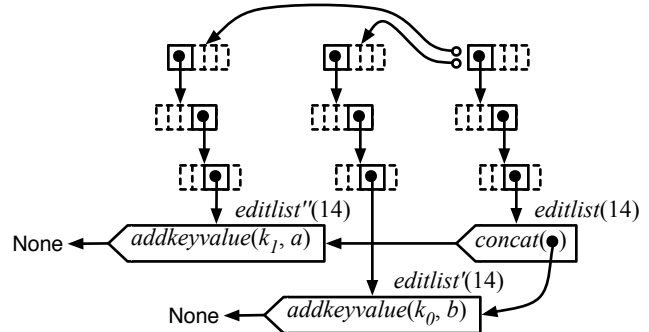 editlist''(14)
editlist(14)
None
addkeyvalue(k₁, a)
concat( )
editlist'(14)
None
addkeyvalue(k₀, b)